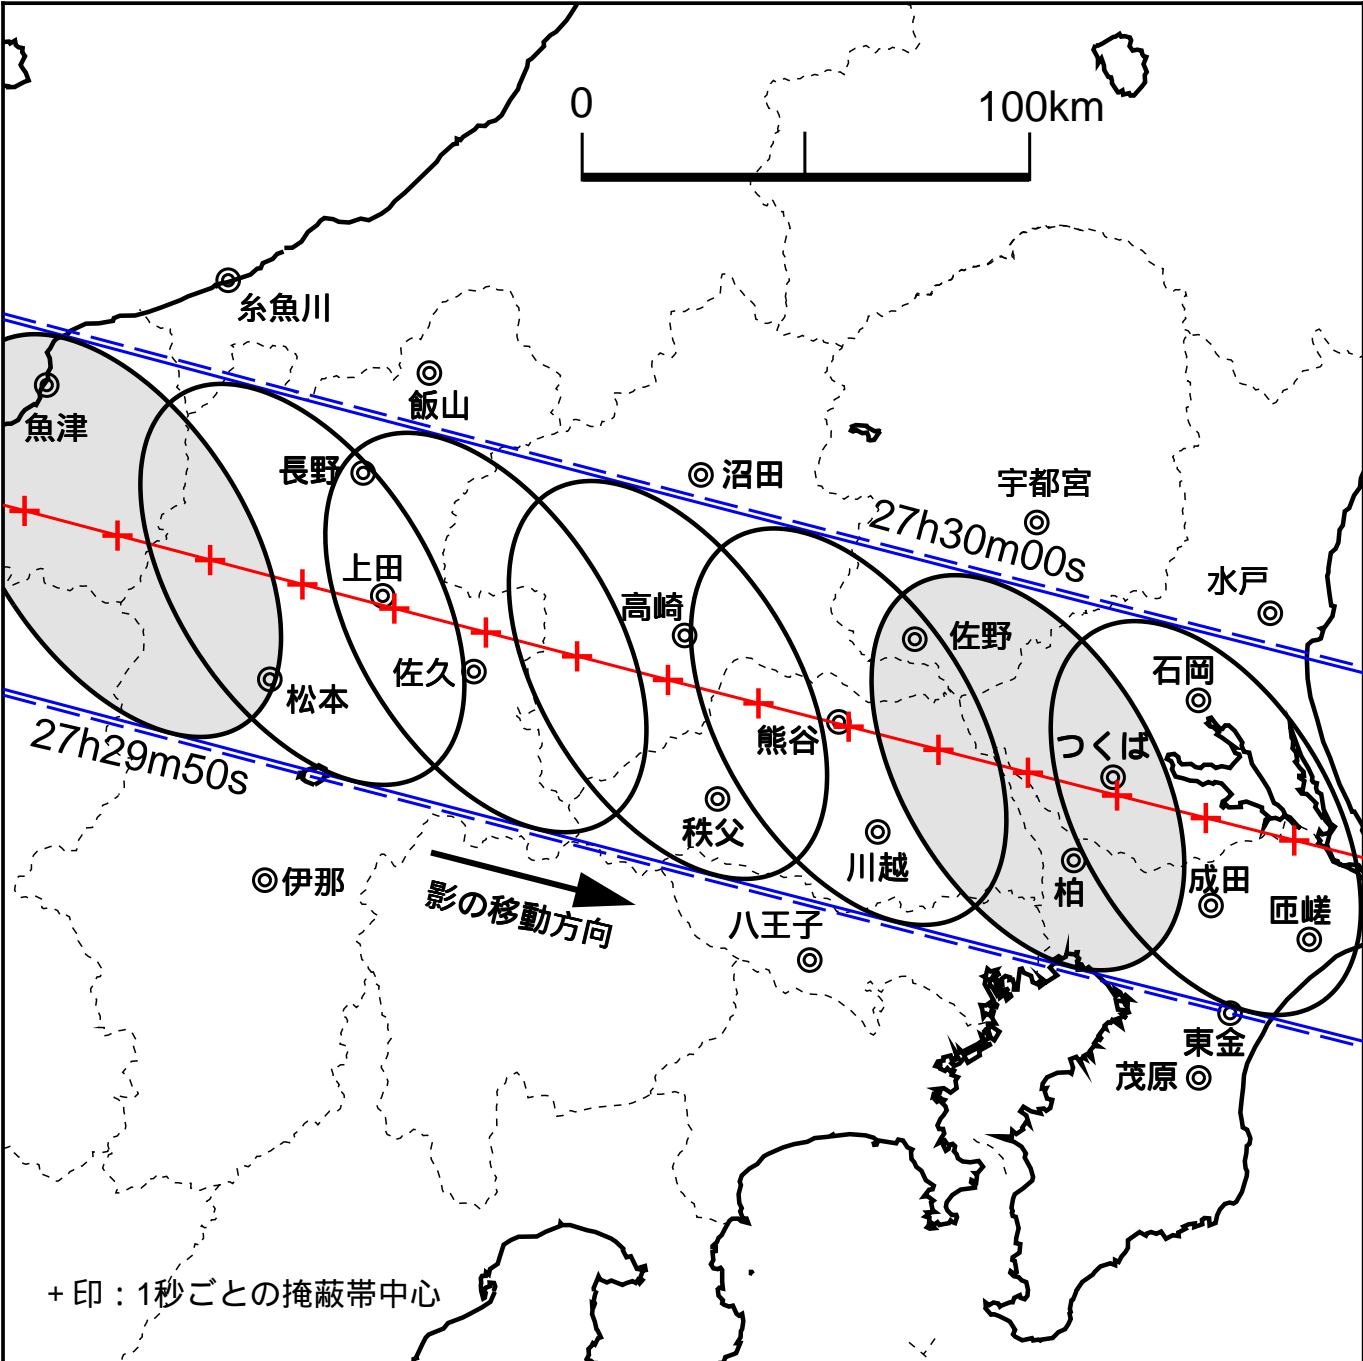 0
100km
糸魚川
飯山
魚津
長野
沼田
宇都宮
27h30m00s
上田
水戸
高崎
佐野
佐久
石岡
松本
熊谷
つくば
27h29m50s
秩父
川越
伊那
柏
成田
影の移動方向
八王子
匝嵯
東金
茂原
+ 印：1秒ごとの掩蔽帯中心